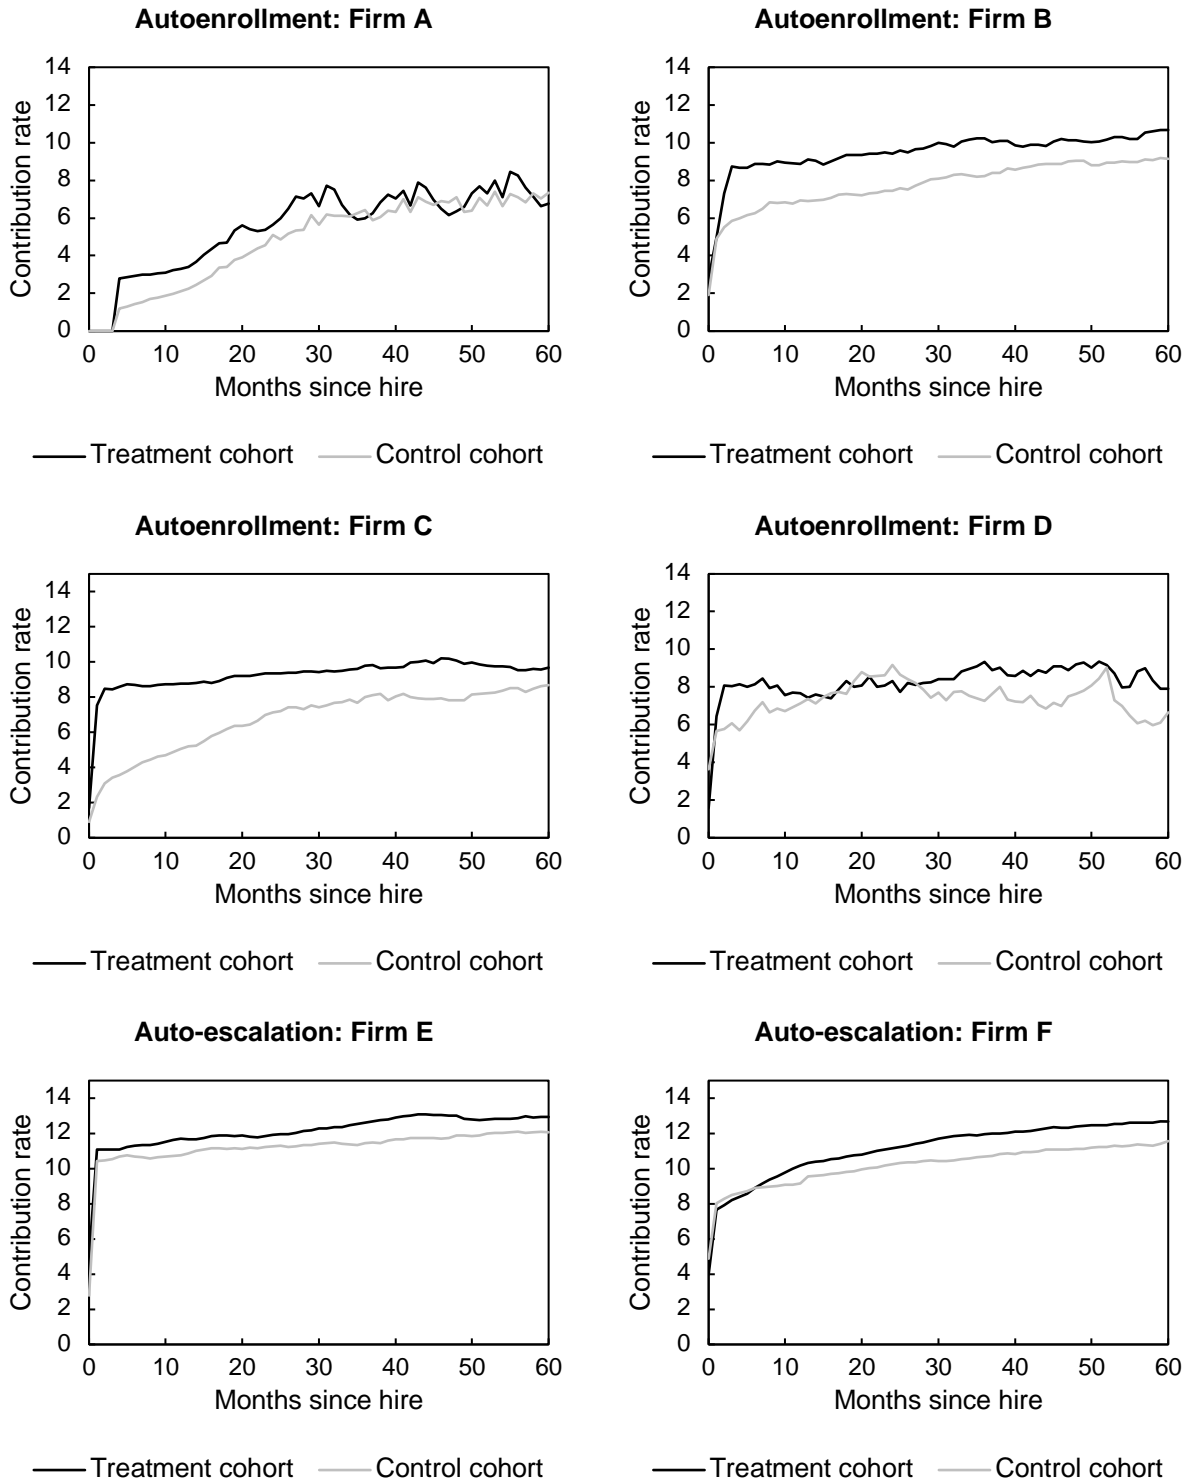 Autoenrollment: Firm A
14
12
10
8
6
4
2
0
Contribution rate
0 10 20 30 40 50 60
Months since hire
Treatment cohort Control cohort
Autoenrollment: Firm B
14
12
10
8
6
4
2
0
Contribution rate
0 10 20 30 40 50 60
Months since hire
Treatment cohort Control cohort
Autoenrollment: Firm C
14
12
10
8
6
4
2
0
Contribution rate
0 10 20 30 40 50 60
Months since hire
Treatment cohort Control cohort
Autoenrollment: Firm D
14
12
10
8
6
4
2
0
Contribution rate
0 10 20 30 40 50 60
Months since hire
Treatment cohort Control cohort
Auto-escalation: Firm E
14
12
10
8
6
4
2
0
Contribution rate
0 10 20 30 40 50 60
Months since hire
Treatment cohort Control cohort
Auto-escalation: Firm F
14
12
10
8
6
4
2
0
Contribution rate
0 10 20 30 40 50 60
Months since hire
Treatment cohort Control cohort